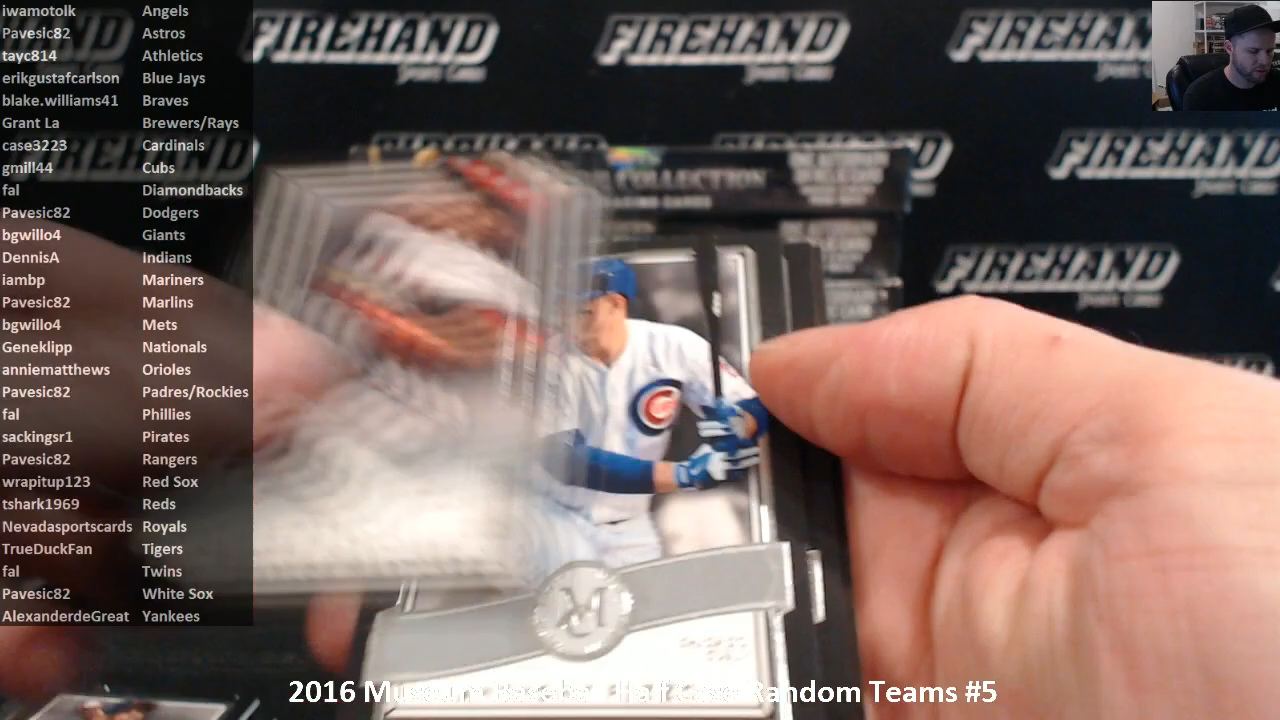 iwamotolk Angels
Pavesic82 Astros
tayc814 Athletics
erikgustafcarlson Blue Jays
blake.williams41 Braves
Grant La Brewers/Rays
case3223 Cardinals
gmill44 Cubs
fal Diamondbacks
Pavesic82 Dodgers
bgwillo4 Giants
DennisA Indians
iambp Mariners
Pavesic82 Marlins
bgwillo4 Mets
Geneklipp Nationals
anniematthews Orioles
Pavesic82 Padres/Rockies
fal Phillies
sackingsr1 Pirates
Pavesic82 Rangers
wrapitup123 Red Sox
tshark1969 Reds
Nevadasportscards Royals
TrueDuckFan Tigers
fal Twins
Pavesic82 White Sox
AlexanderdeGreat Yankees
FIREHAND FIREHAND FIREHAND
FIREHAND
FIREHAND
COLLECTION
C
M
2016 Museum Baseball Half Case Random Teams #5